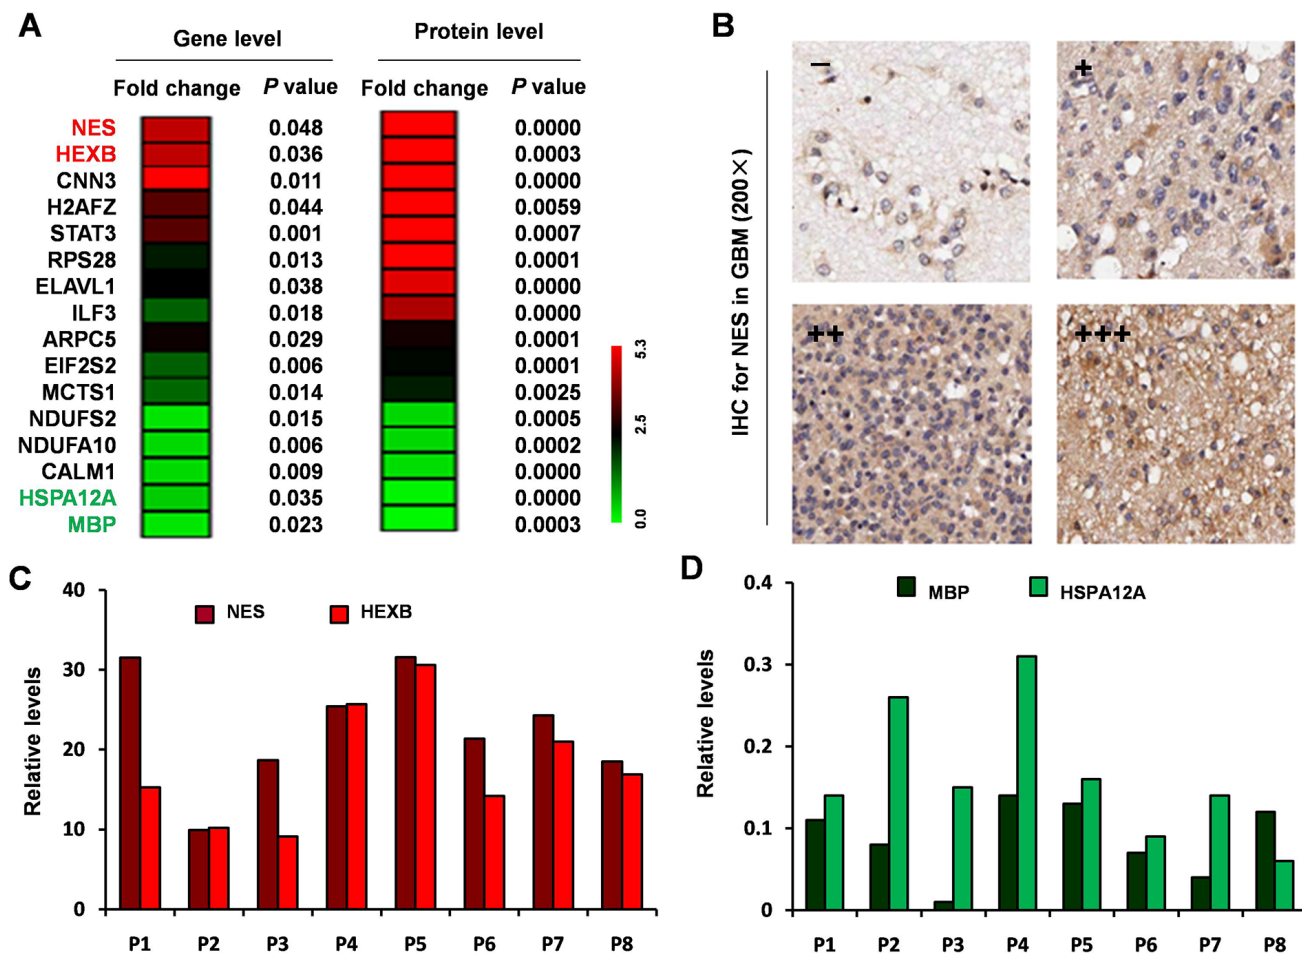 A
Gene level
Protein level
Fold change P value Fold change P value
NES 0.048 0.0000
HEXB 0.036 0.0003
CNN3 0.011 0.0000
H2AFZ 0.044 0.0059
STAT3 0.001 0.0007
RPS28 0.013 0.0001
ELAVL1 0.038 0.0000
ILF3 0.018 0.0000
ARPC5 0.029 0.0001
EIF2S2 0.006 0.0001
MCTS1 0.014 0.0025
NDUFS2 0.015 0.0005
NDUFA10 0.006 0.0002
CALM1 0.009 0.0000
HSPA12A 0.035 0.0000
MBP 0.023 0.0003
5.3
2.5
0.0
B
IHC for NES in GBM (200×)
− +
++ +++
C
NES HEXB
Relative levels
40
30
20
10
0
P1 P2 P3 P4 P5 P6 P7 P8
D
MBP HSPA12A
Relative levels
0.4
0.3
0.2
0.1
0
P1 P2 P3 P4 P5 P6 P7 P8